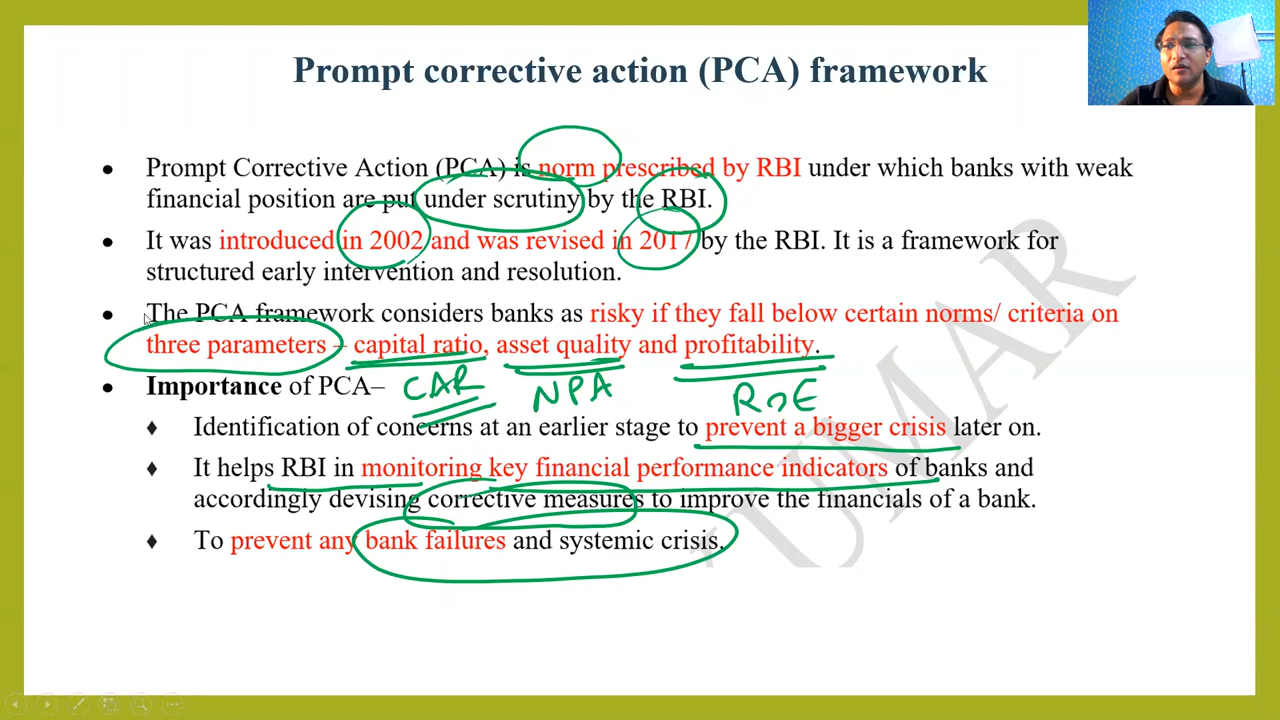 Prompt corrective action (PCA) framework
• Prompt Corrective Action (PCA) is norm prescribed by RBI under which banks with weak
financial position are put under scrutiny by the RBI.
• It was introduced in 2002 and was revised in 2017 by the RBI. It is a framework for
structured early intervention and resolution.
• The PCA framework considers banks as risky if they fall below certain norms/ criteria on
three parameters – capital ratio, asset quality and profitability.
• Importance of PCA–
CAR NPA ROE
♦ Identification of concerns at an earlier stage to prevent a bigger crisis later on.
♦ It helps RBI in monitoring key financial performance indicators of banks and
accordingly devising corrective measures to improve the financials of a bank.
♦ To prevent any bank failures and systemic crisis.
UMAR